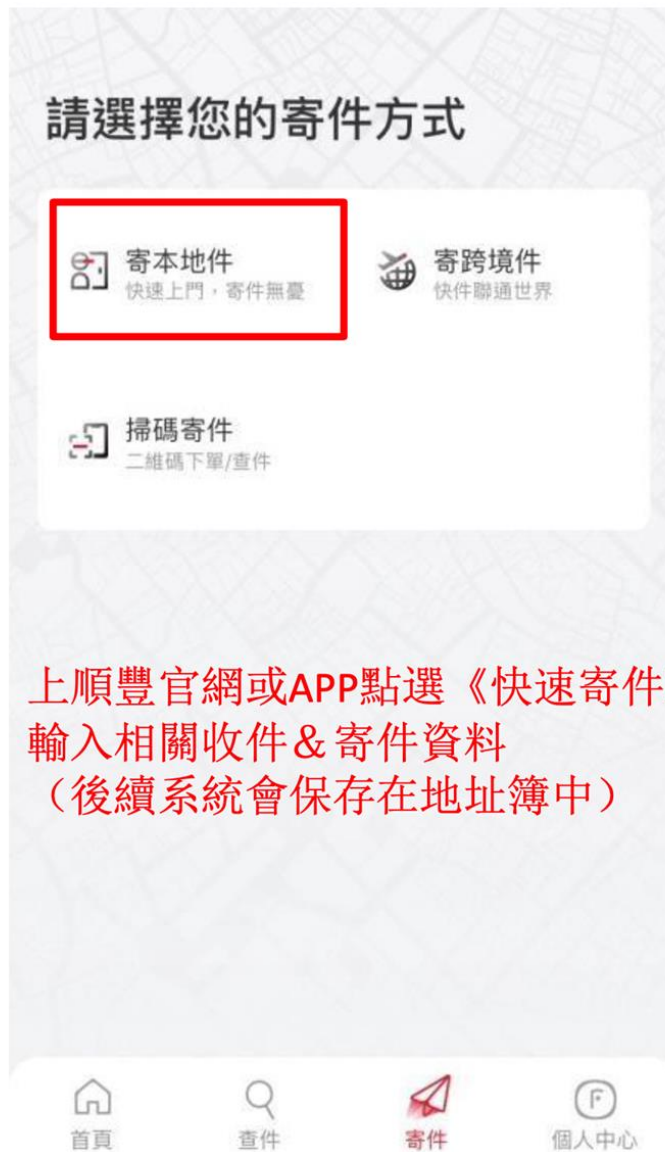 請選擇您的寄件方式
寄本地件
快速上門，寄件無憂
寄跨境件
快件聯通世界
掃碼寄件
二維碼下單/查件
上順豐官網或APP點選《快速寄件
輸入相關收件＆寄件資料
（後續系統會保存在地址簿中）
首頁
查件
寄件
個人中心